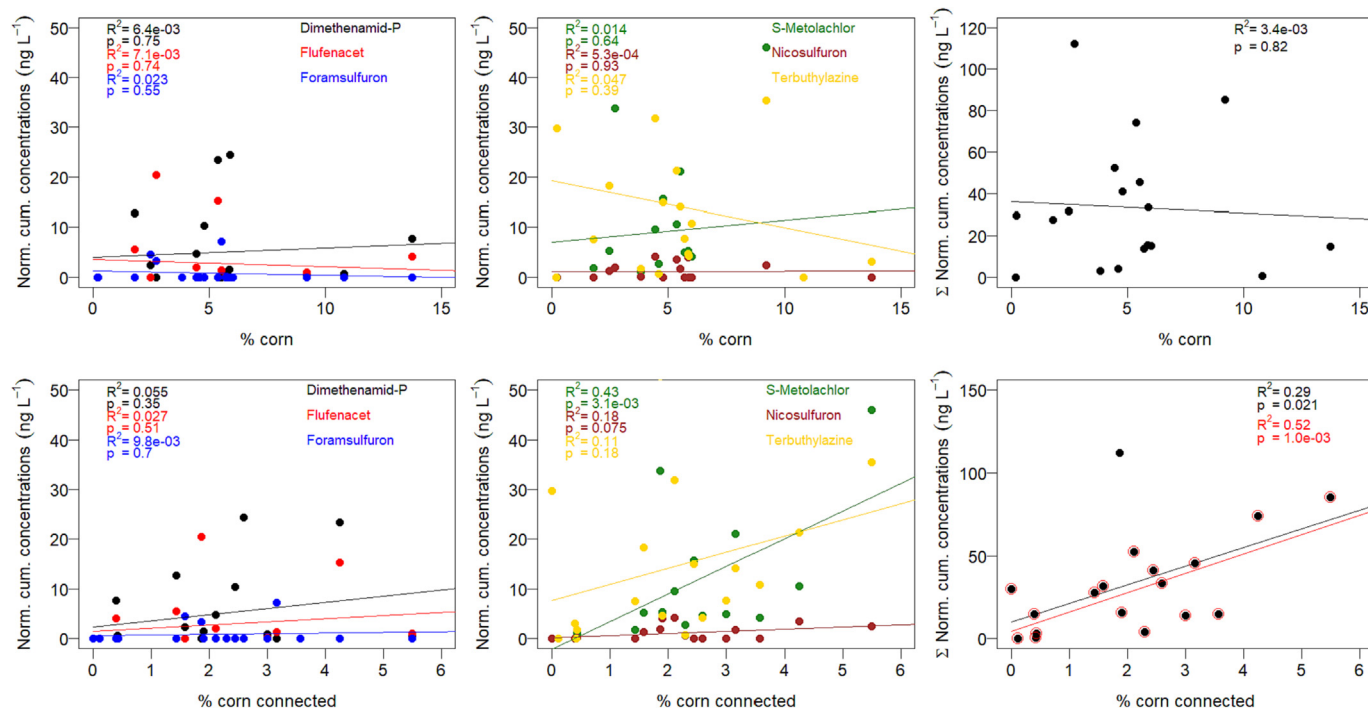 Norm. cum. concentrations (ng L⁻¹)
50
40
30
20
10
0
R²= 6.4e-03
p = 0.75
R²= 7.1e-03
p = 0.74
R²= 0.023
p = 0.55
Dimethenamid-P
Flufenacet
Foramsulfuron
0 5 10 15
% corn
Norm. cum. concentrations (ng L⁻¹)
50
40
30
20
10
0
R²= 0.014
p = 0.64
R²= 5.3e-04
p = 0.93
R²= 0.047
p = 0.39
S-Metolachlor
Nicosulfuron
Terbuthylazine
0 5 10 15
% corn
Σ Norm. cum. concentrations (ng L⁻¹)
120
100
80
60
40
20
0
R²= 3.4e-03
p = 0.82
0 5 10 15
% corn
Norm. cum. concentrations (ng L⁻¹)
50
40
30
20
10
0
R²= 0.055
p = 0.35
R²= 0.027
p = 0.51
R²= 9.8e-03
p = 0.7
Dimethenamid-P
Flufenacet
Foramsulfuron
0 1 2 3 4 5 6
% corn connected
Norm. cum. concentrations (ng L⁻¹)
50
40
30
20
10
0
R²= 0.43
p = 3.1e-03
R²= 0.18
p = 0.075
R²= 0.11
p = 0.18
S-Metolachlor
Nicosulfuron
Terbuthylazine
0 1 2 3 4 5 6
% corn connected
Σ Norm. cum. concentrations (ng L⁻¹)
150
100
50
0
R²= 0.29
p = 0.021
R²= 0.52
p = 1.0e-03
0 1 2 3 4 5 6
% corn connected